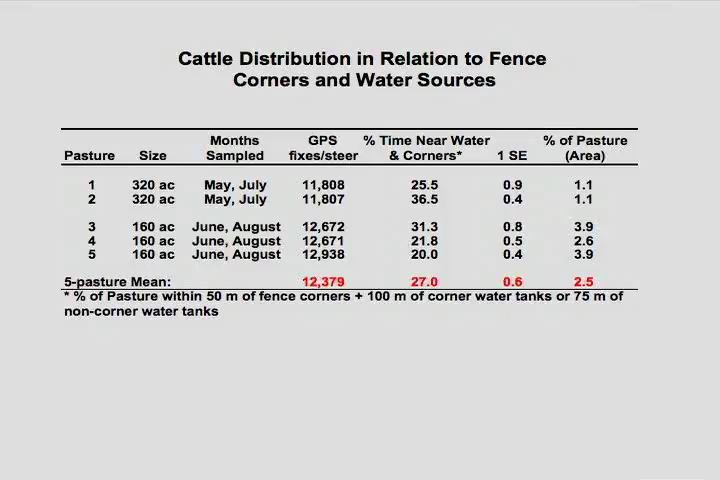 Cattle Distribution in Relation to Fence
Corners and Water Sources
Months GPS % Time Near Water % of Pasture
Pasture Size Sampled fixes/steer & Corners* 1 SE (Area)
1 320 ac May, July 11,808 25.5 0.9 1.1
2 320 ac May, July 11,807 36.5 0.4 1.1
3 160 ac June, August 12,672 31.3 0.8 3.9
4 160 ac June, August 12,671 21.8 0.5 2.6
5 160 ac June, August 12,938 20.0 0.4 3.9
5-pasture Mean: 12,379 27.0 0.6 2.5
* % of Pasture within 50 m of fence corners + 100 m of corner water tanks or 75 m of
non-corner water tanks